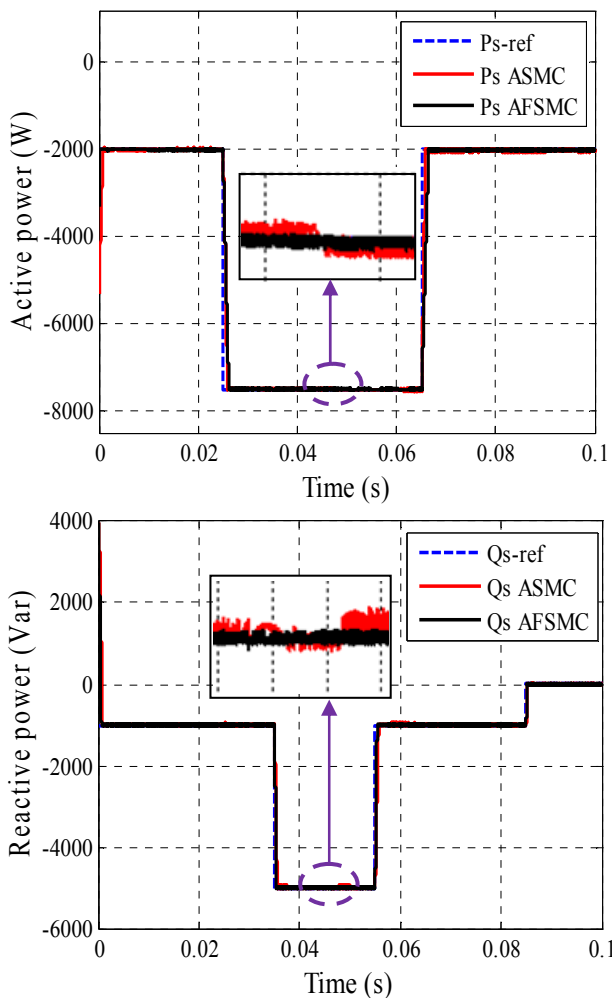 Ps-ref
Ps ASMC
Ps AFSMC
Active power (W)
0
-2000
-4000
-6000
-8000
0
0.02
0.04
0.06
0.08
0.1
Time (s)
Qs-ref
Qs ASMC
Qs AFSMC
Reactive power (Var)
4000
2000
0
-2000
-4000
-6000
0
0.02
0.04
0.06
0.08
0.1
Time (s)